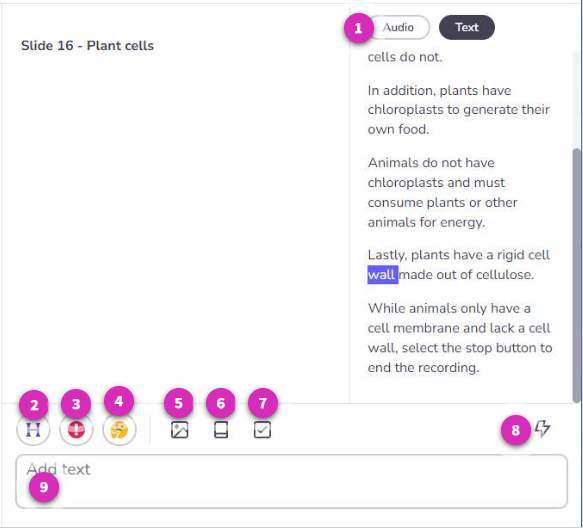 1 Audio Text
Slide 16 - Plant cells
cells do not.
In addition, plants have
chloroplasts to generate their
own food.
Animals do not have
chloroplasts and must
consume plants or other
animals for energy.
Lastly, plants have a rigid cell
wall made out of cellulose.
While animals only have a
cell membrane and lack a cell
wall, select the stop button to
end the recording.
2 3 4 5 6 7
H
8
Add text
9